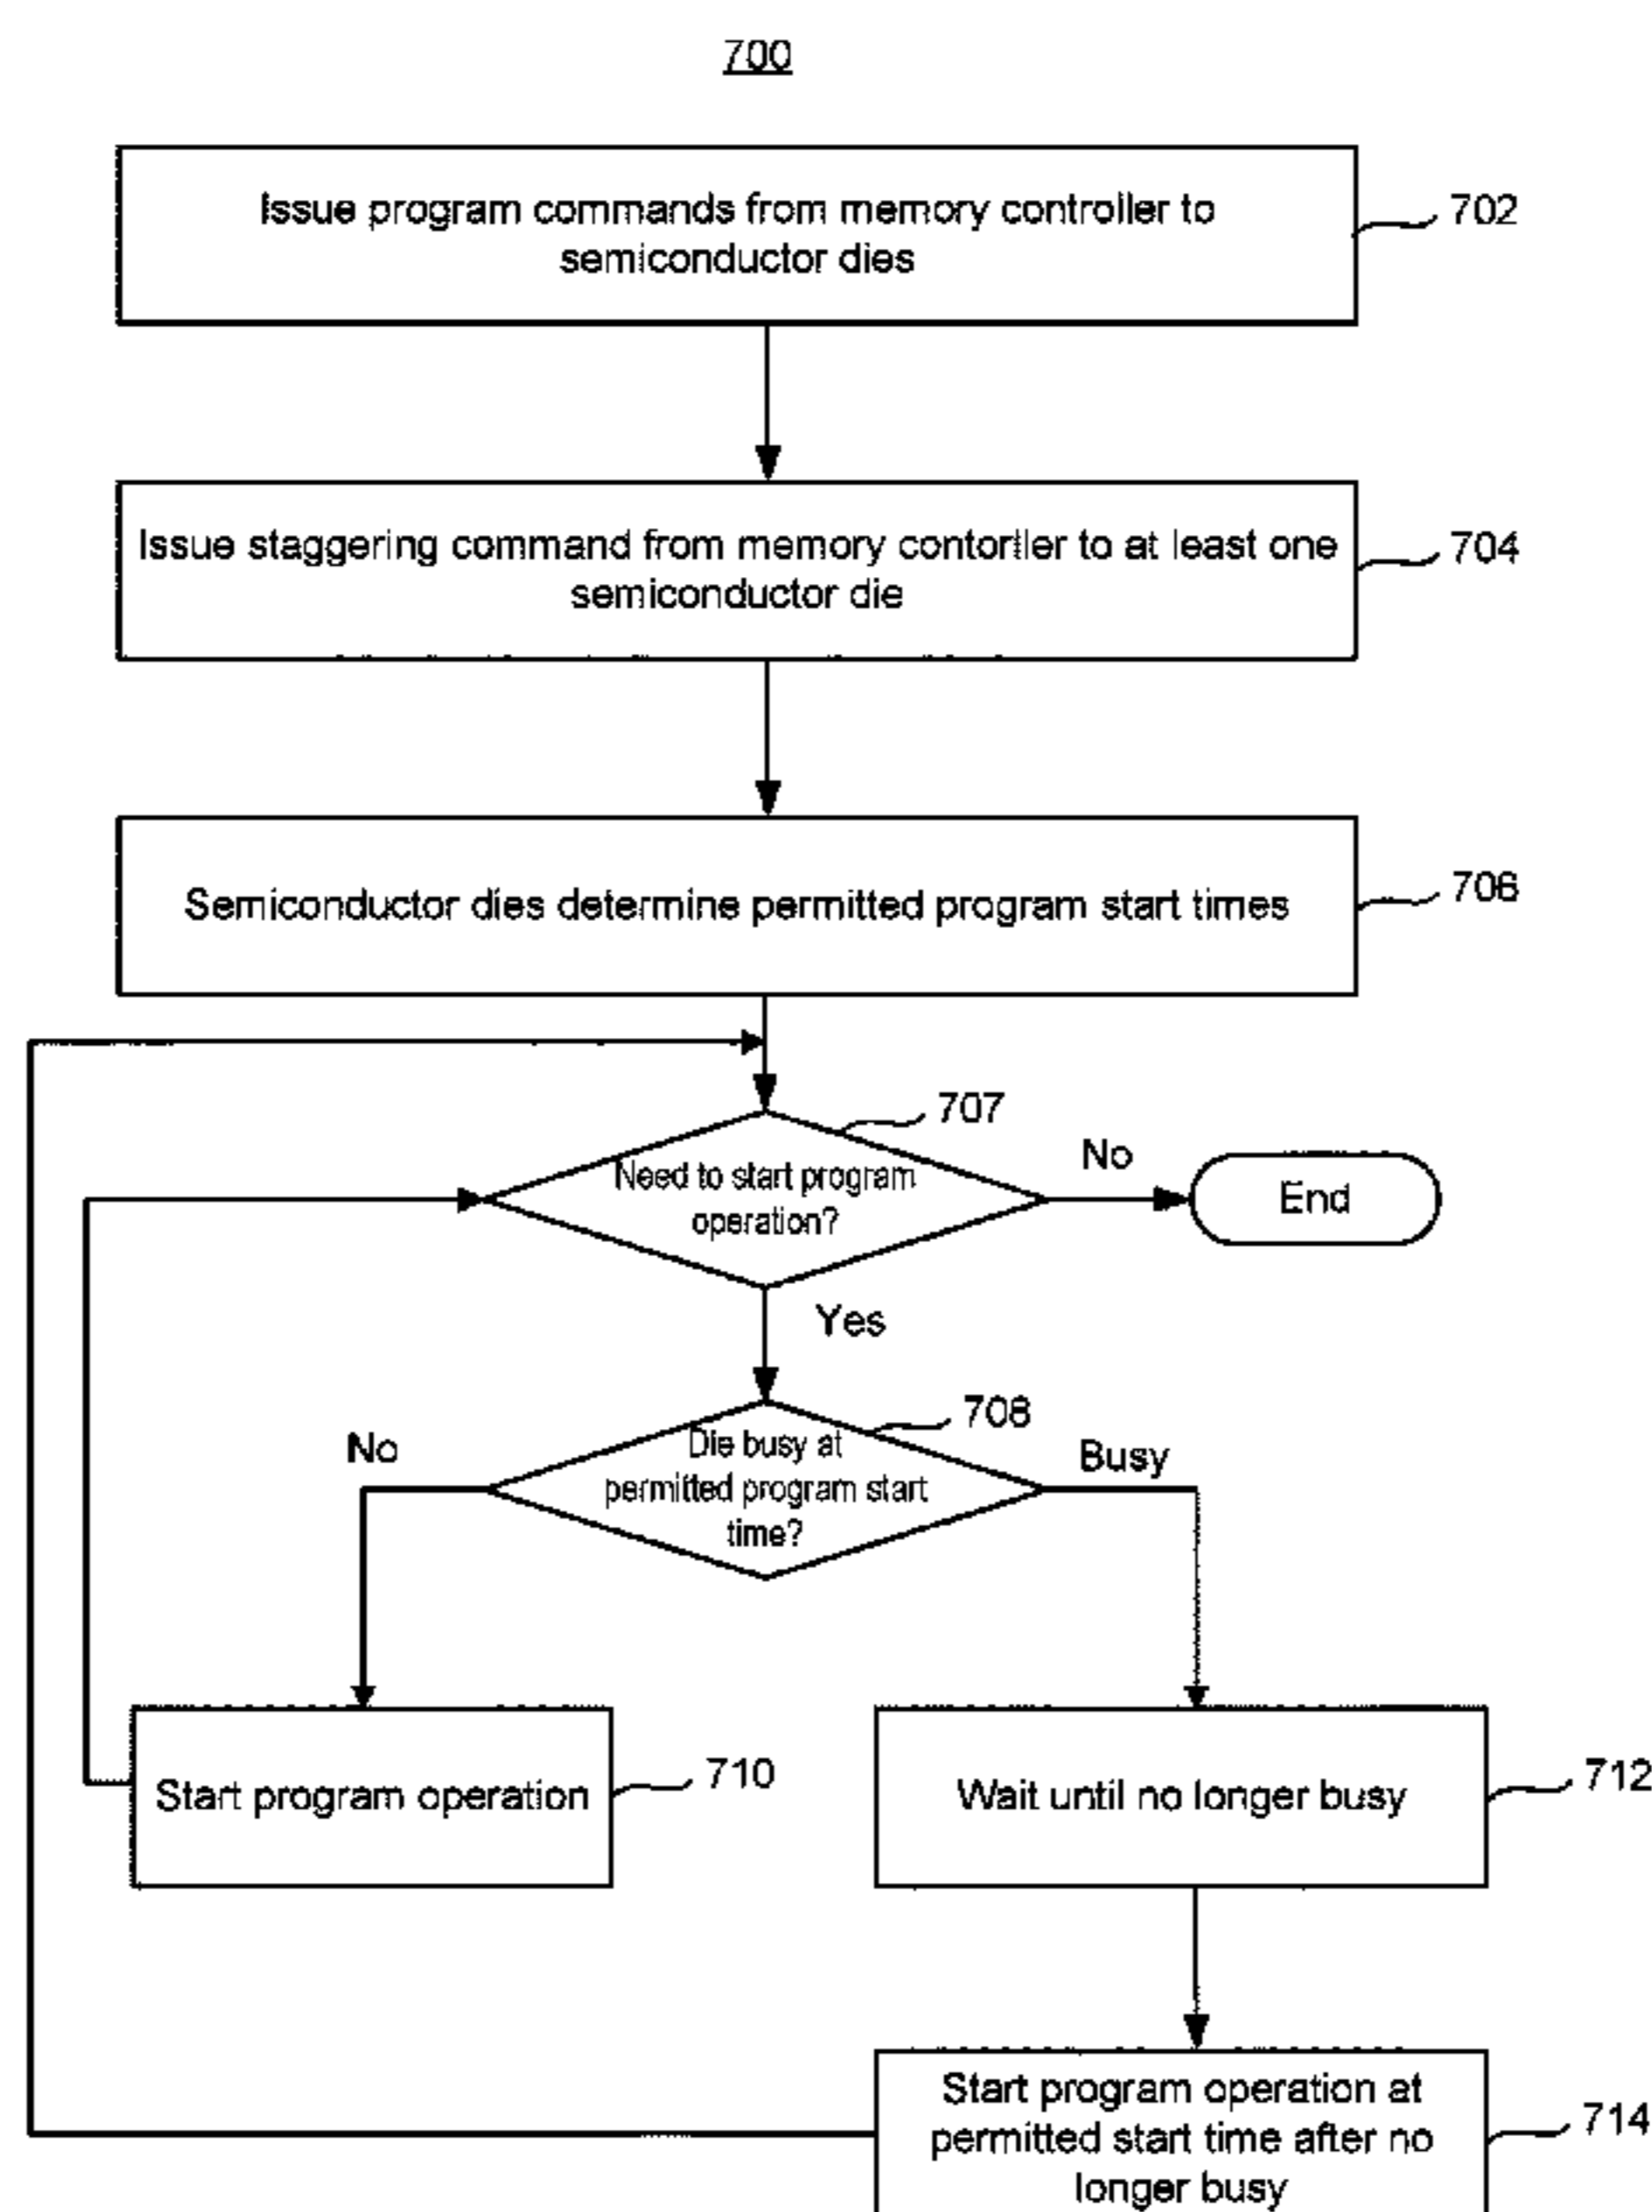 700
Issue program commands from memory controller to
semiconductor dies
702
Issue staggering command from memory contortler to at least one
semiconductor die
704
Semiconductor dies determine permitted program start times
706
707
Need to start program
operation?
No
End
Yes
708
Die busy at
permitted program start
time?
No
Busy
Start program operation
710
Wait until no longer busy
712
Start program operation at
permitted start time after no
longer busy
714